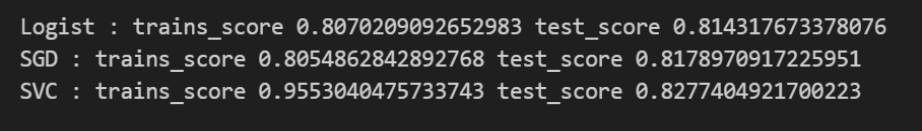 Logist : trains_score 0.8070209092652983 test_score 0.814317673378076
SGD : trains_score 0.8054862842892768 test_score 0.8178970917225951
SVC : trains_score 0.9553040475733743 test_score 0.8277404921700223